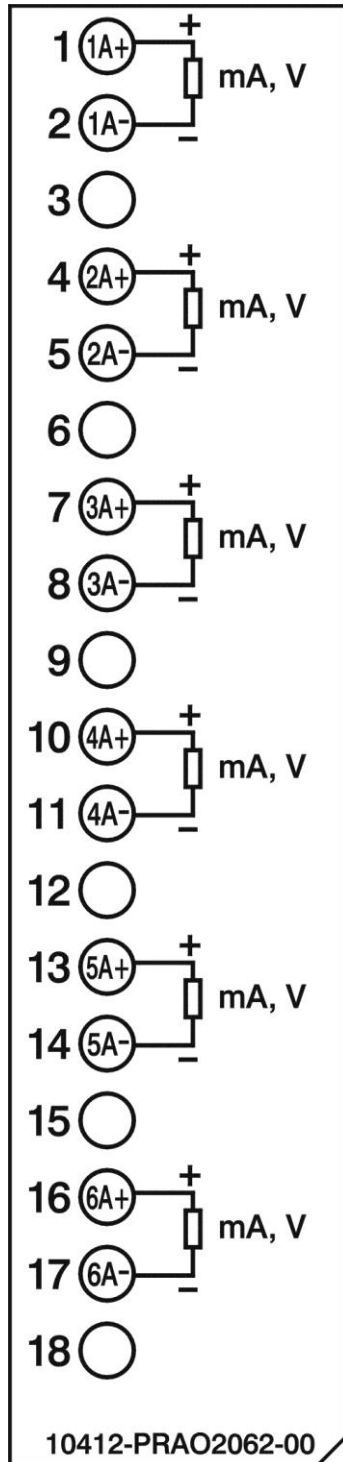 1 1A+ + mA, V
2 1A- −
3
4 2A+ + mA, V
5 2A- −
6
7 3A+ + mA, V
8 3A- −
9
10 4A+ + mA, V
11 4A- −
12
13 5A+ + mA, V
14 5A- −
15
16 6A+ + mA, V
17 6A- −
18
10412-PRAO2062-00